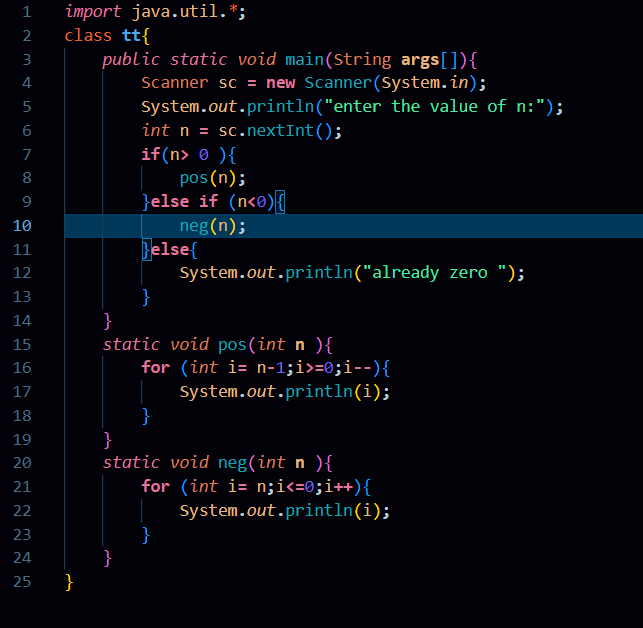 1 import java.util.*;
2 class tt{
3     public static void main(String args[]){
4         Scanner sc = new Scanner(System.in);
5         System.out.println("enter the value of n:");
6         int n = sc.nextInt();
7         if(n> 0 ){
8             pos(n);
9         }else if (n<0){
10             neg(n);
11         }else{
12             System.out.println("already zero ");
13         }
14     }
15     static void pos(int n ){
16         for (int i= n-1;i>=0;i--){
17             System.out.println(i);
18         }
19     }
20     static void neg(int n ){
21         for (int i= n;i<=0;i++){
22             System.out.println(i);
23         }
24     }
25 }